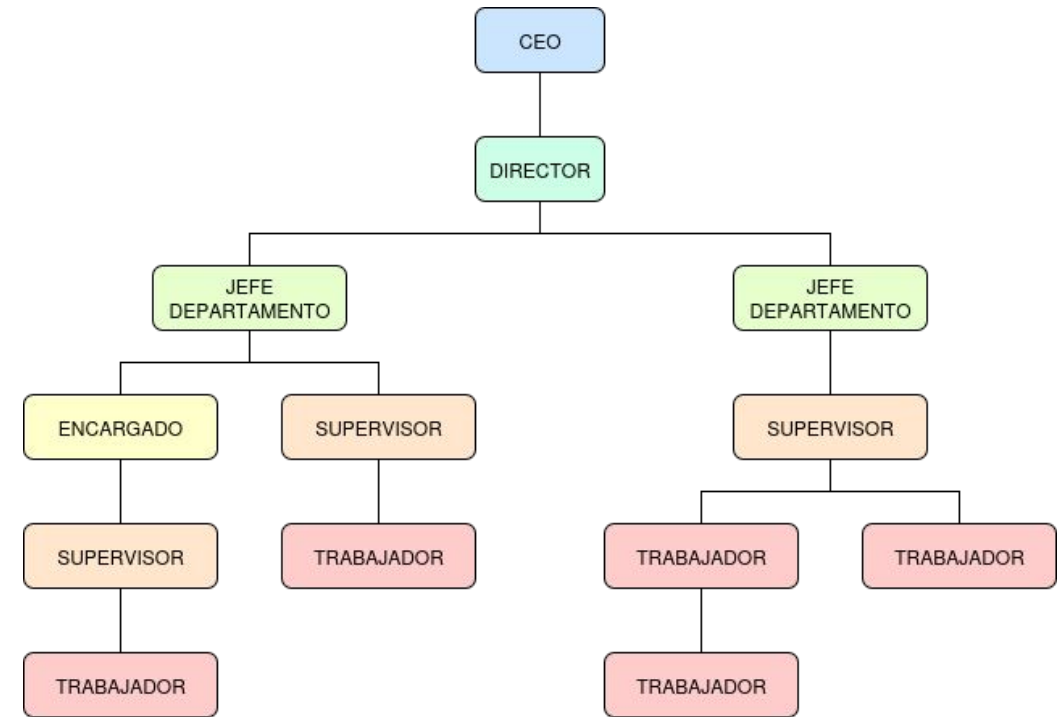 CEO
DIRECTOR
JEFE
DEPARTAMENTO
JEFE
DEPARTAMENTO
ENCARGADO
SUPERVISOR
SUPERVISOR
SUPERVISOR
TRABAJADOR
TRABAJADOR
TRABAJADOR
TRABAJADOR
TRABAJADOR